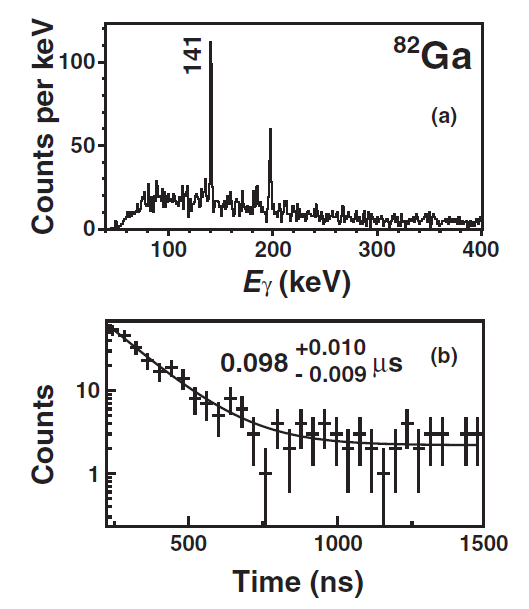 Counts per keV
100
50
0
141
⁸²Ga
(a)
100 200 300 400
Eγ (keV)
Counts
10
1
0.098 +0.010 - 0.009 μs
(b)
500 1000 1500
Time (ns)